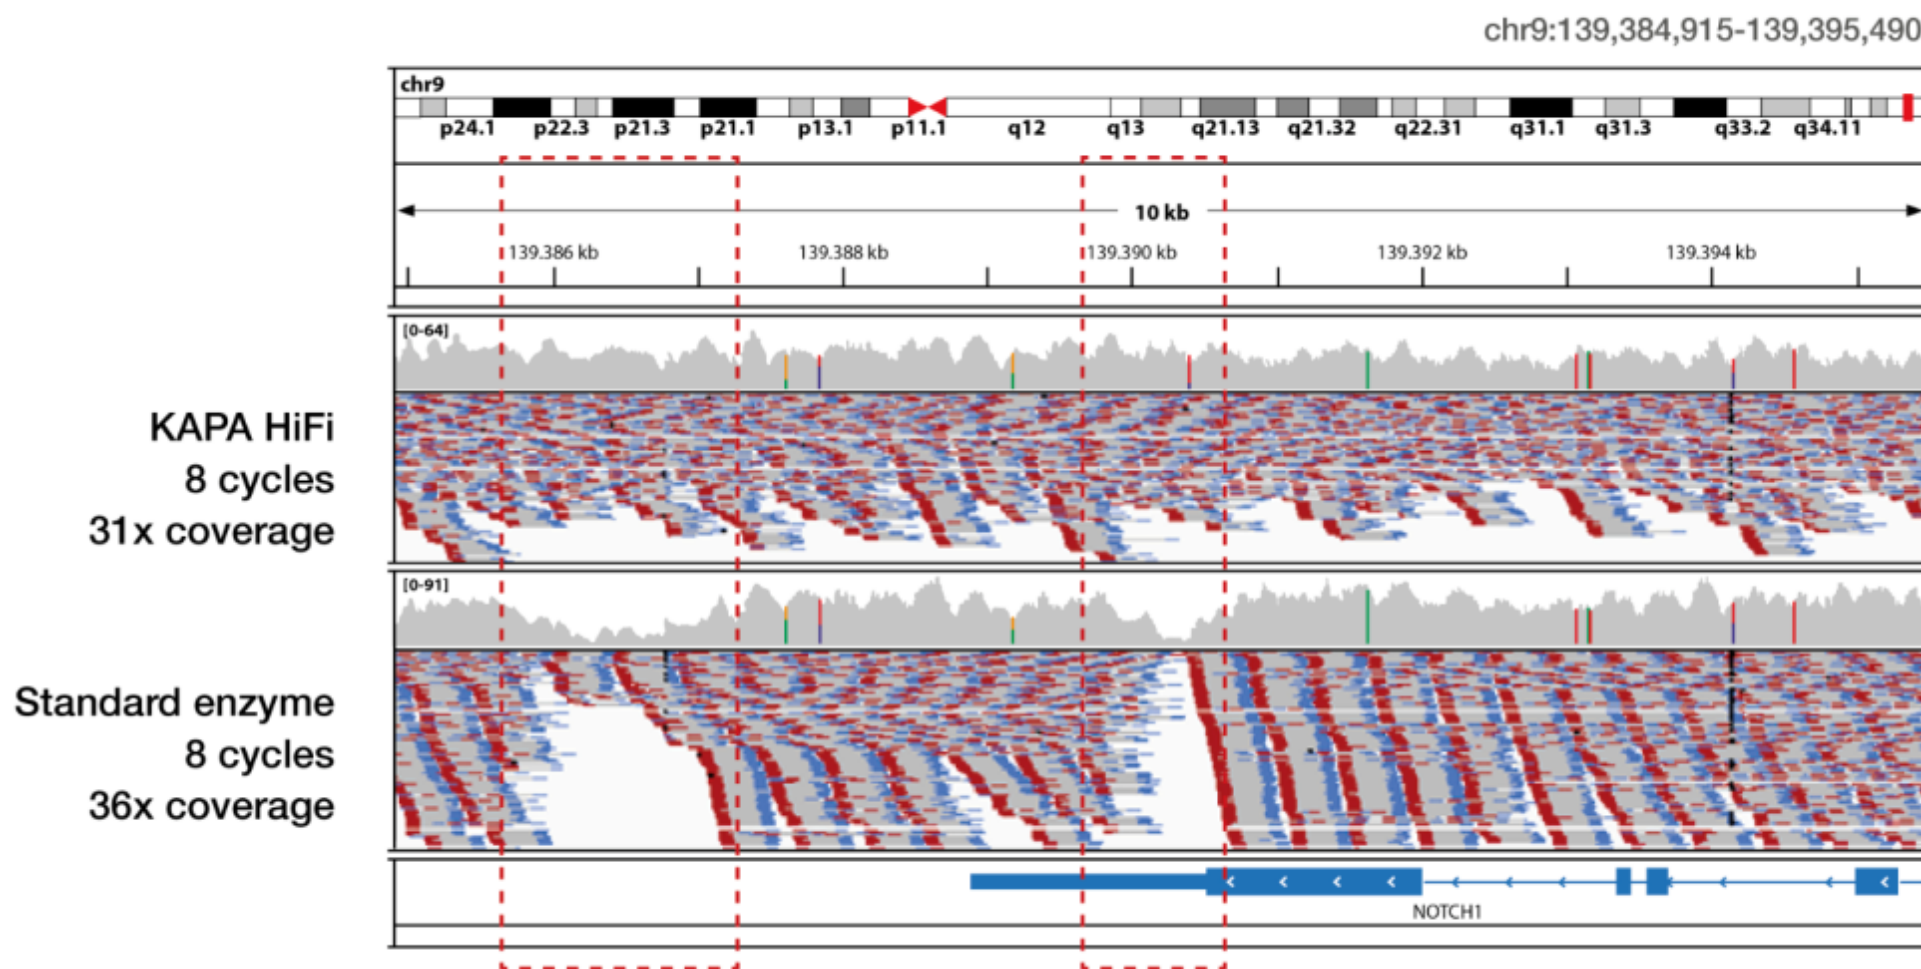 chr9:139,384,915-139,395,490
chr9
p24.1 p22.3 p21.3 p21.1 p13.1 p11.1 q12 q13 q21.13 q21.32 q22.31 q31.1 q31.3 q33.2 q34.11
10 kb
139.386 kb 139.388 kb 139.390 kb 139.392 kb 139.394 kb
[0-64]
KAPA HiFi
8 cycles
31x coverage
[0-91]
Standard enzyme
8 cycles
36x coverage
NOTCH1